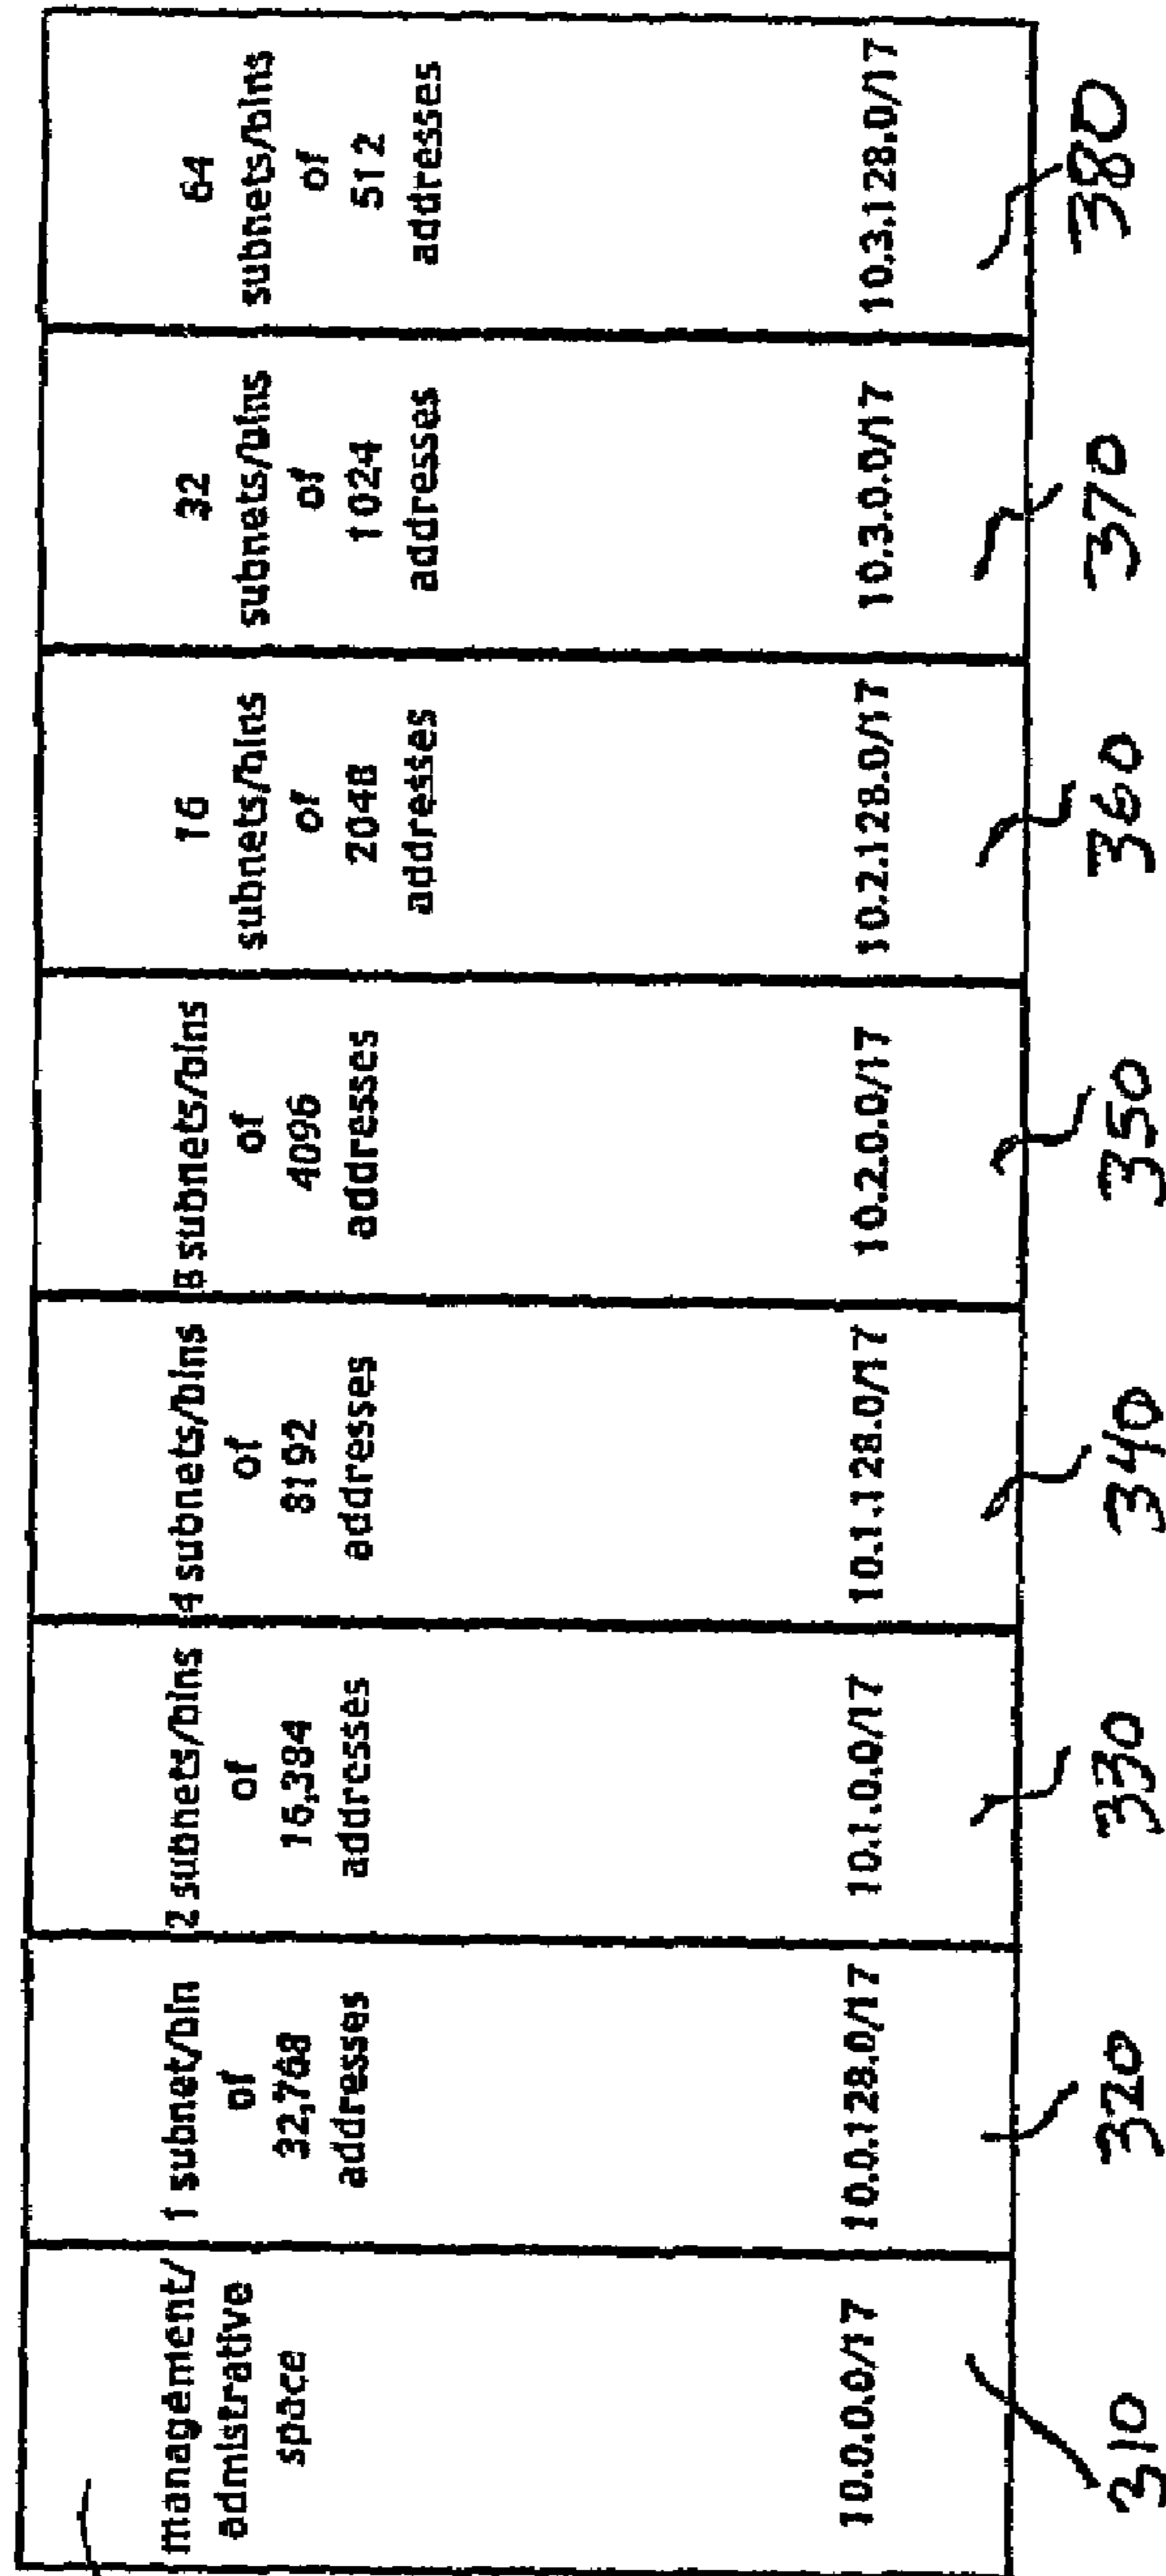 management/
admistrative
space
10.0.0.0/17
310
1 subnet/bin
of
32,768
addresses
10.0.128.0/17
320
2 subnets/bins
of
16,384
addresses
10.1.0.0/17
330
4 subnets/bins
of
8192
addresses
10.1.128.0/17
340
8 subnets/bins
of
4096
addresses
10.2.0.0/17
350
16
subnets/bins
of
2048
addresses
10.2.128.0/17
360
32
subnets/bins
of
1024
addresses
10.3.0.0/17
370
64
subnets/bins
of
512
addresses
10.3.128.0/17
380